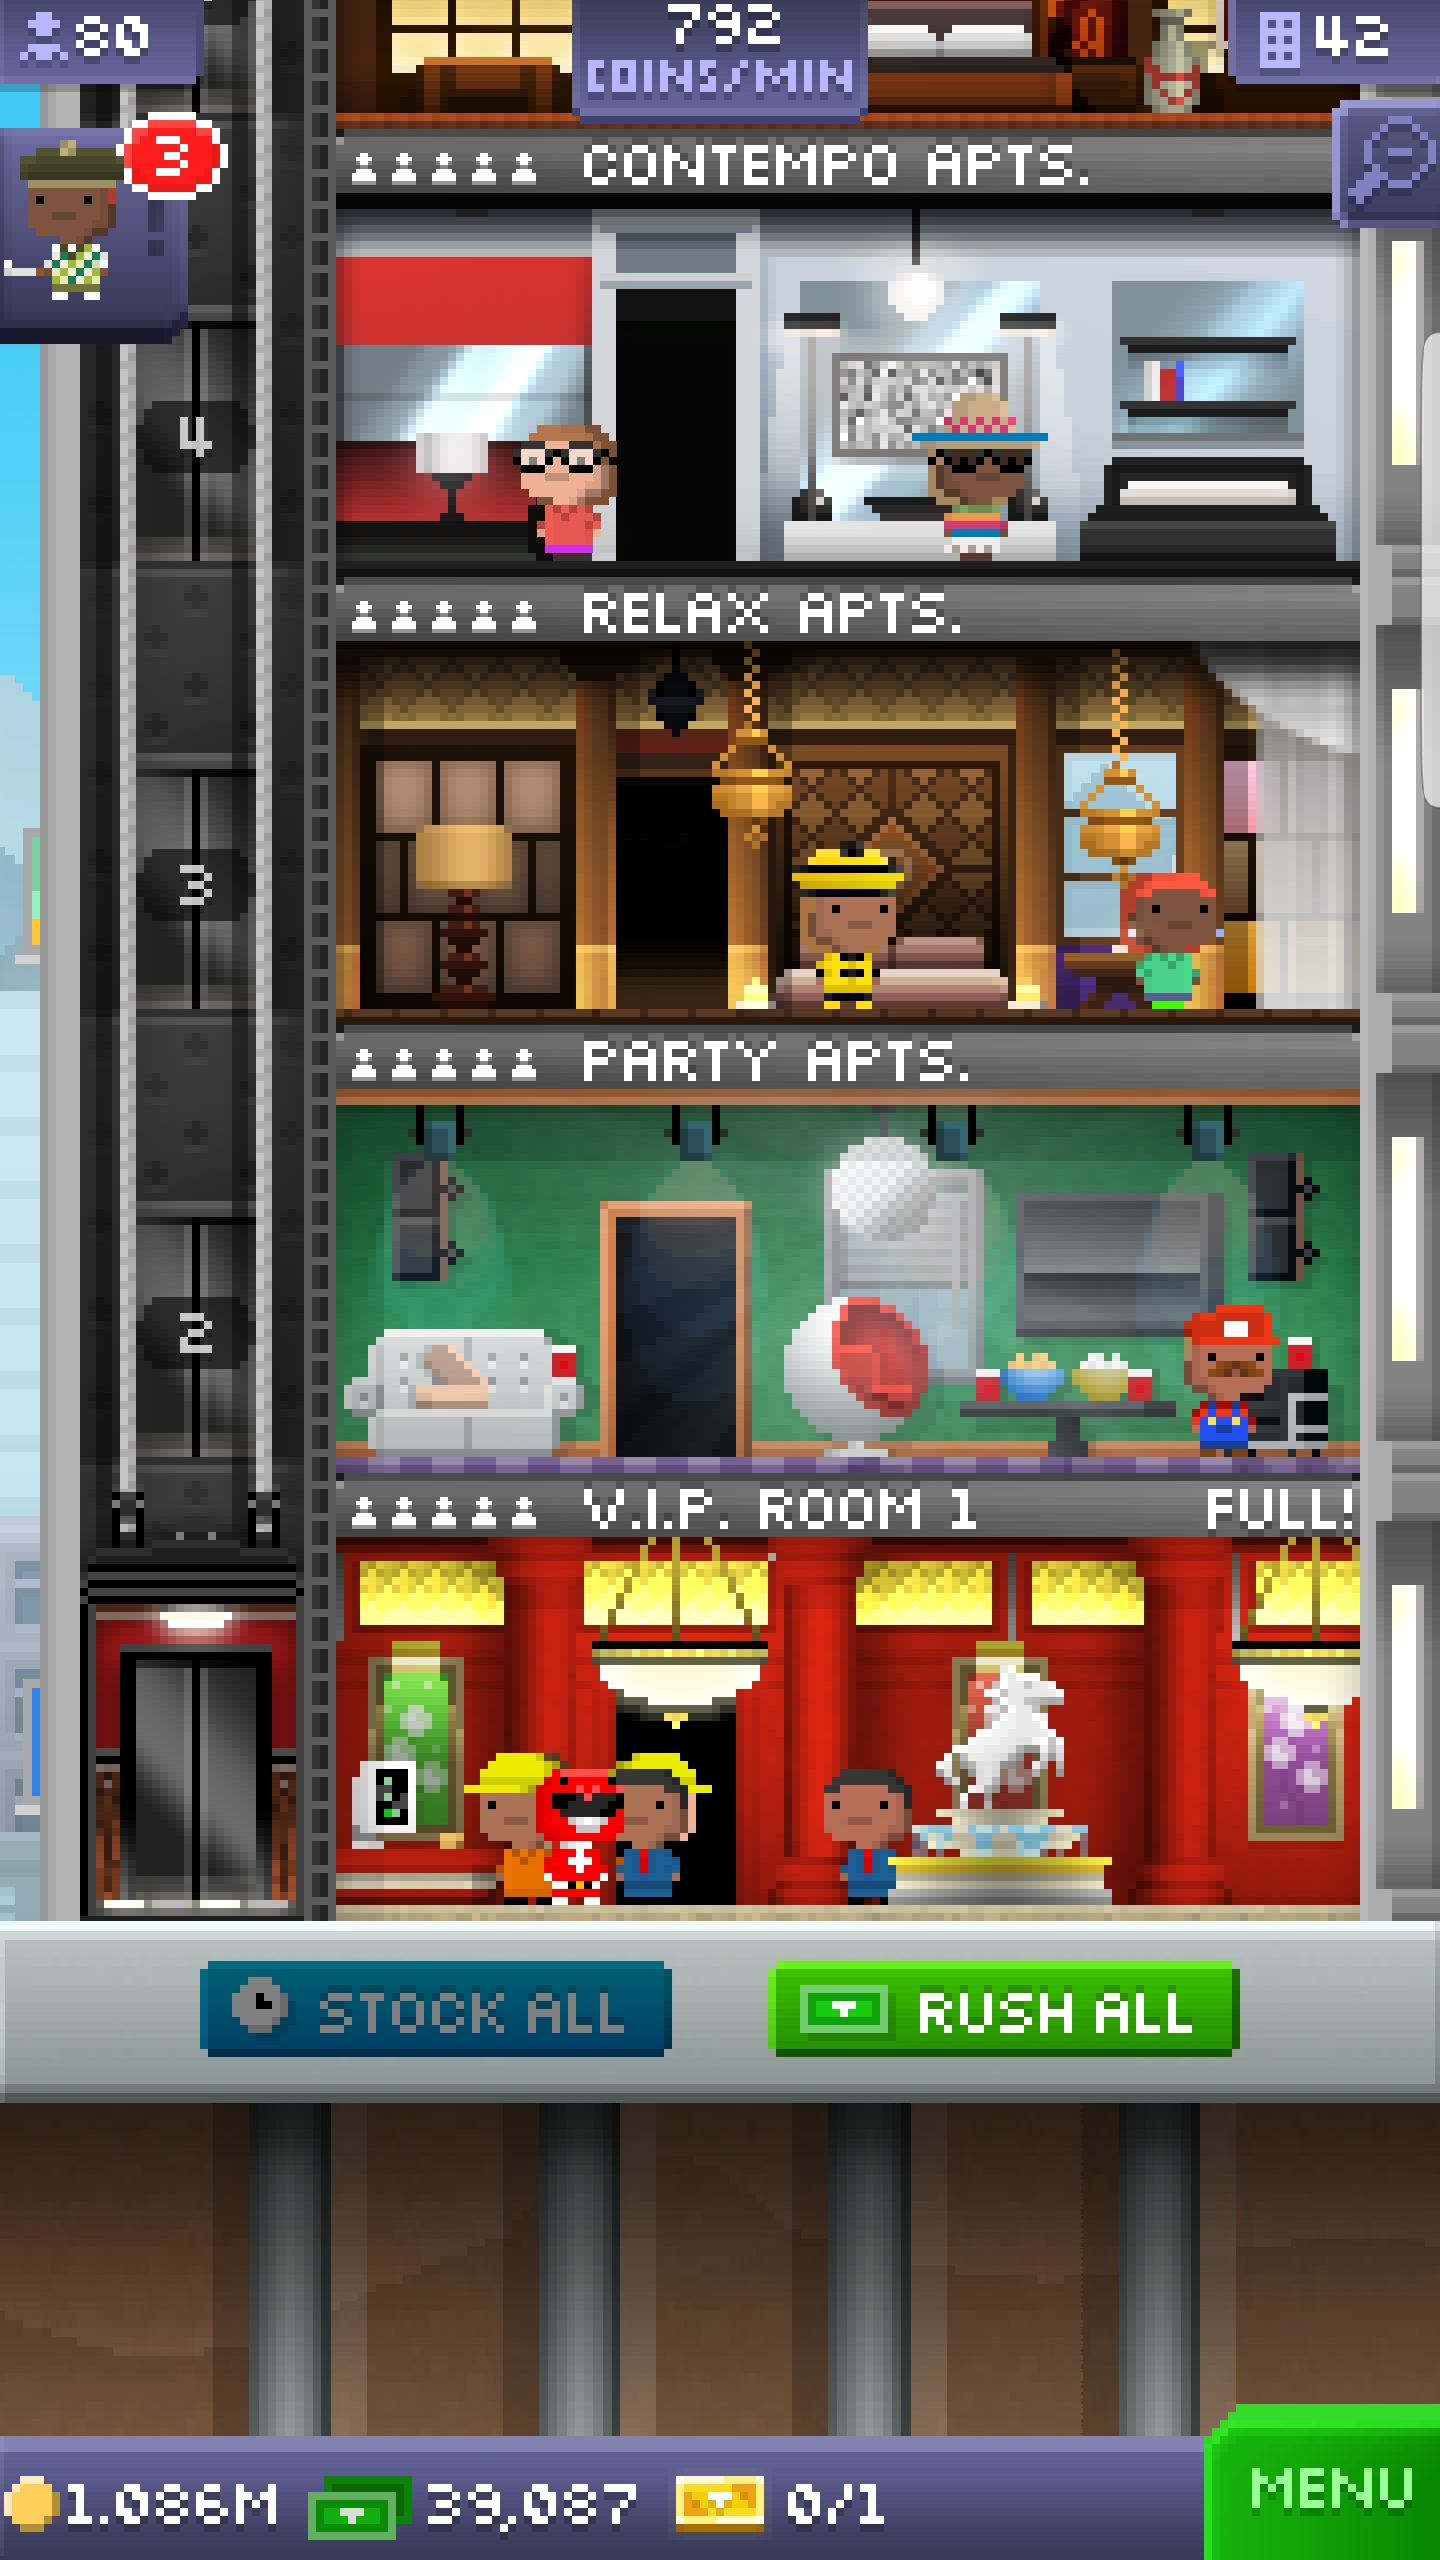 80
792
COINS/MIN
42
3
CONTEMPO APTS.
4
RELAX APTS.
3
PARTY APTS.
2
V.I.P. ROOM 1 FULL!
STOCK ALL
RUSH ALL
1.086M 39,087 0/1
MENU